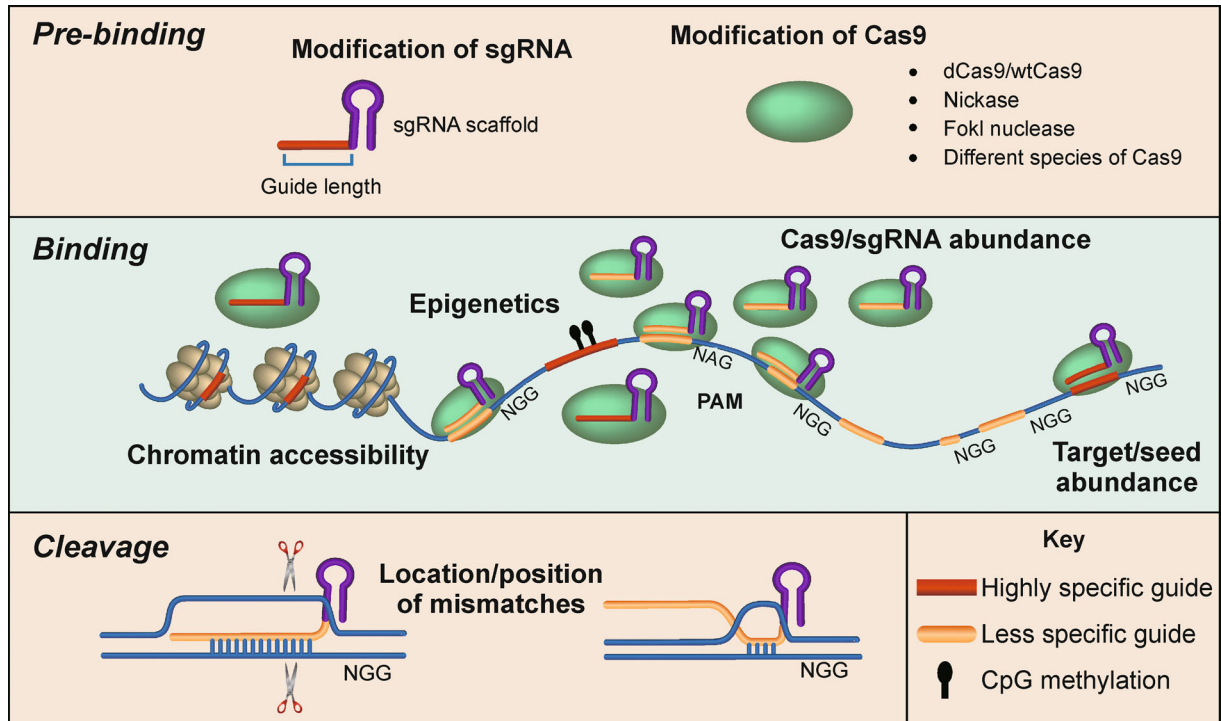 Pre-binding
Modification of sgRNA
sgRNA scaffold
Guide length
Modification of Cas9
• dCas9/wtCas9
• Nickase
• FokI nuclease
• Different species of Cas9
Binding
Cas9/sgRNA abundance
Epigenetics
NAG
NGG
PAM
NGG
NGG
NGG
NGG
Chromatin accessibility
Target/seed
abundance
Cleavage
Location/position
of mismatches
NGG
NGG
Key
Highly specific guide
Less specific guide
CpG methylation